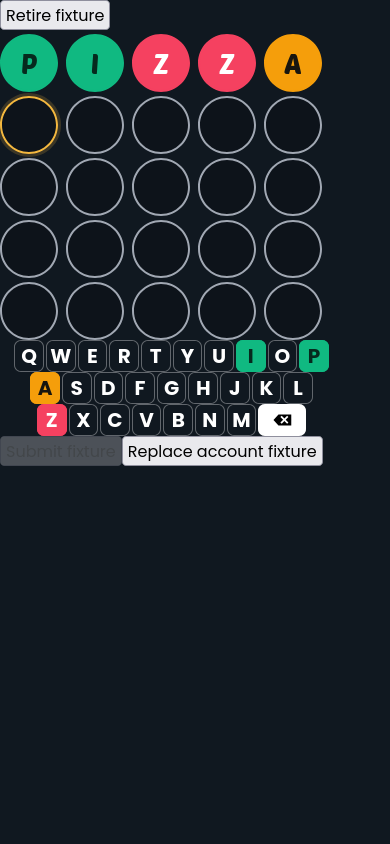 Retire fixture
P I Z Z A
Q W E R T Y U I O P
A S D F G H J K L
Z X C V B N M
Submit fixture Replace account fixture